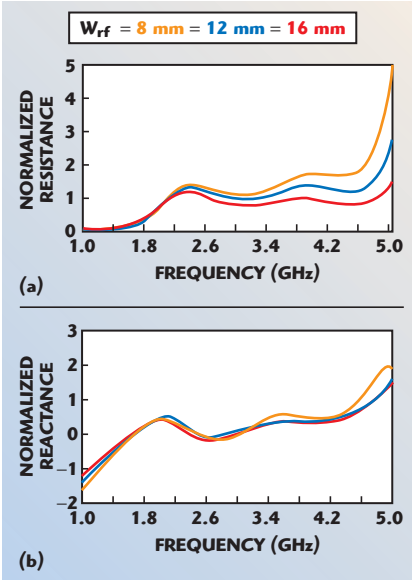 Wrf = 8 mm = 12 mm = 16 mm
5
4
3
2
1
0
NORMALIZED
RESISTANCE
1.0 1.8 2.6 3.4 4.2 5.0
FREQUENCY (GHz)
(a)
3
2
1
0
−1
−2
NORMALIZED
REACTANCE
1.0 1.8 2.6 3.4 4.2 5.0
FREQUENCY (GHz)
(b)